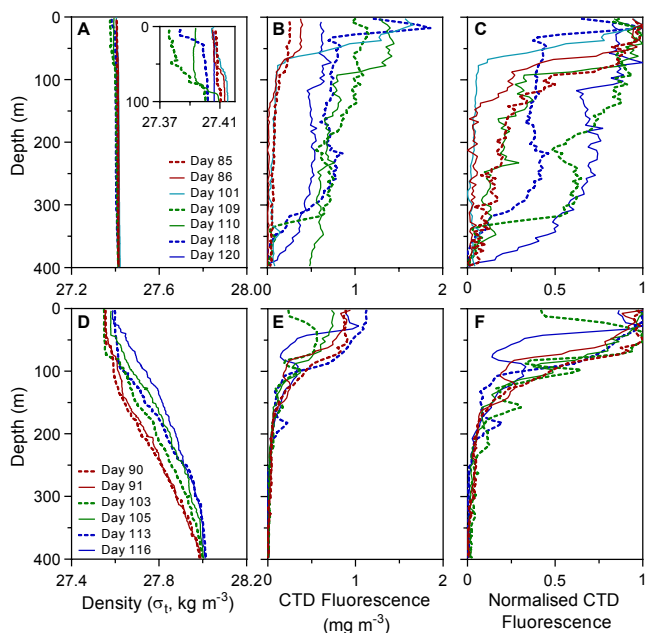 A
B
C
0
100
200
300
400
Depth (m)
0
100
27.37
27.41
Day 85
Day 86
Day 101
Day 109
Day 110
Day 118
Day 120
27.2
27.6
28.0
0
1
2
0
0.5
1
D
E
F
0
100
200
300
400
Depth (m)
Day 90
Day 91
Day 103
Day 105
Day 113
Day 116
27.4
27.8
28.2
0
1
2
0
0.5
1
Density (σt, kg m-3)
CTD Fluorescence
(mg m-3)
Normalised CTD
Fluorescence